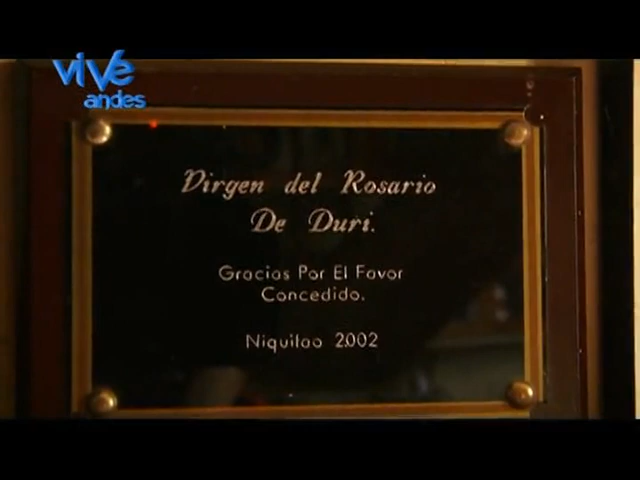 vive
andes
Virgen del Rosario
De Duri.
Gracias Por El Favor
Concedido.
Niquitao 2002